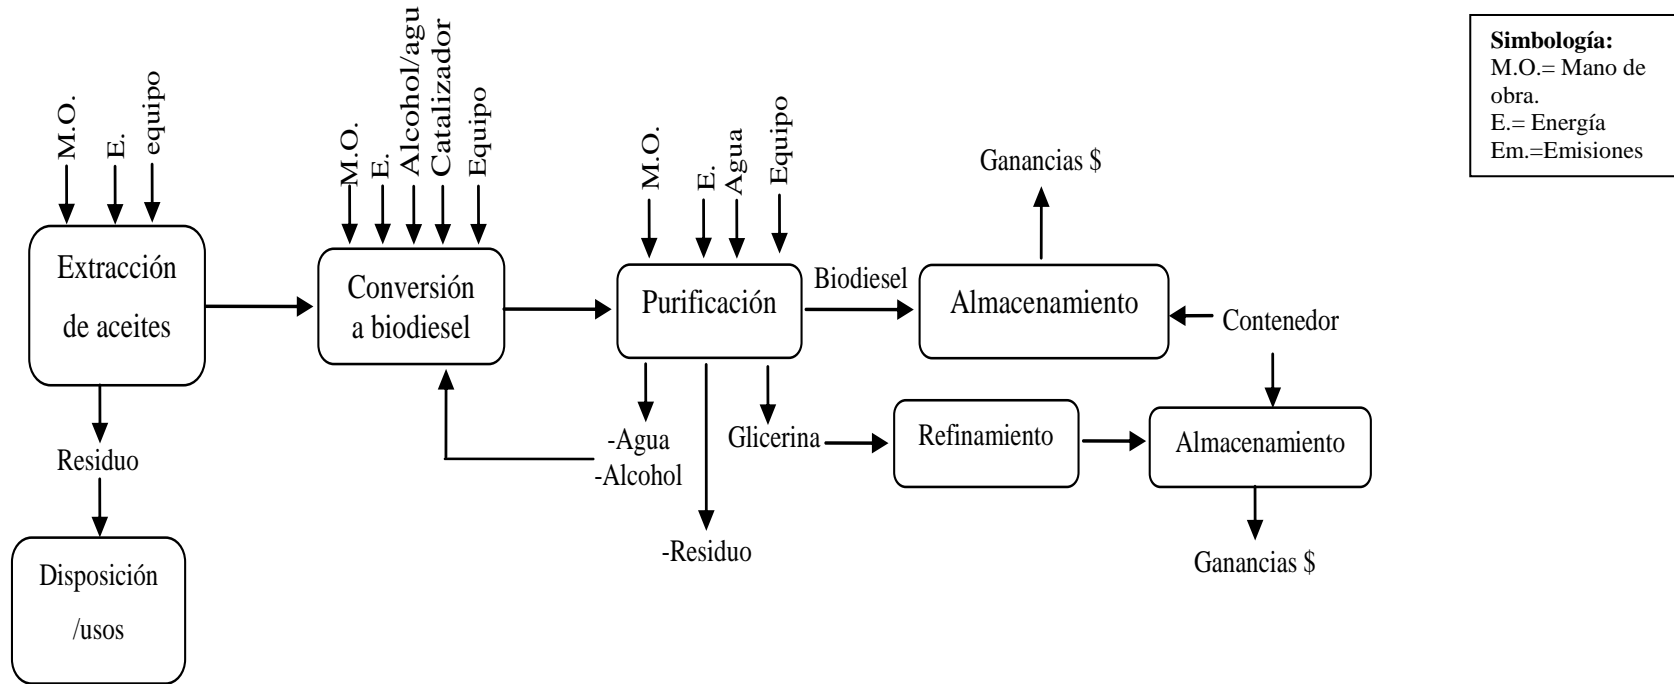 M.O.
E.
equipo
M.O.
E.
Alcohol/agu
Catalizador
Equipo
M.O.
E.
Agua
Equipo
Ganancias $
Simbología:
M.O.= Mano de
obra.
E.= Energía
Em.=Emisiones
Extracción
de aceites
Conversión
a biodiesel
Purificación
Biodiesel
Almacenamiento
Contenedor
Residuo
-Agua
-Alcohol
Glicerina
Refinamiento
Almacenamiento
-Residuo
Ganancias $
Disposición
/usos